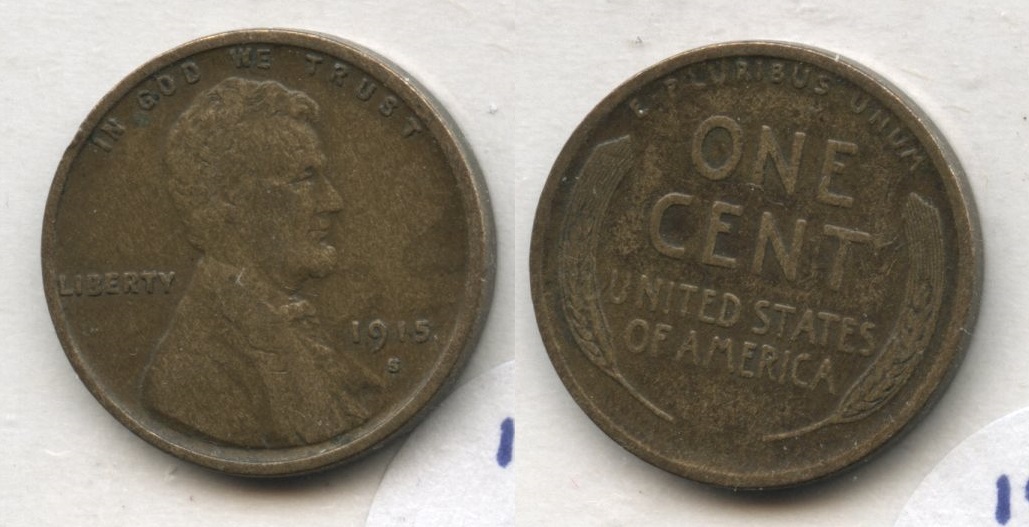 IN GOD WE TRUST
LIBERTY
1915
S
E PLURIBUS UNUM
ONE
CENT
UNITED STATES
OF AMERICA